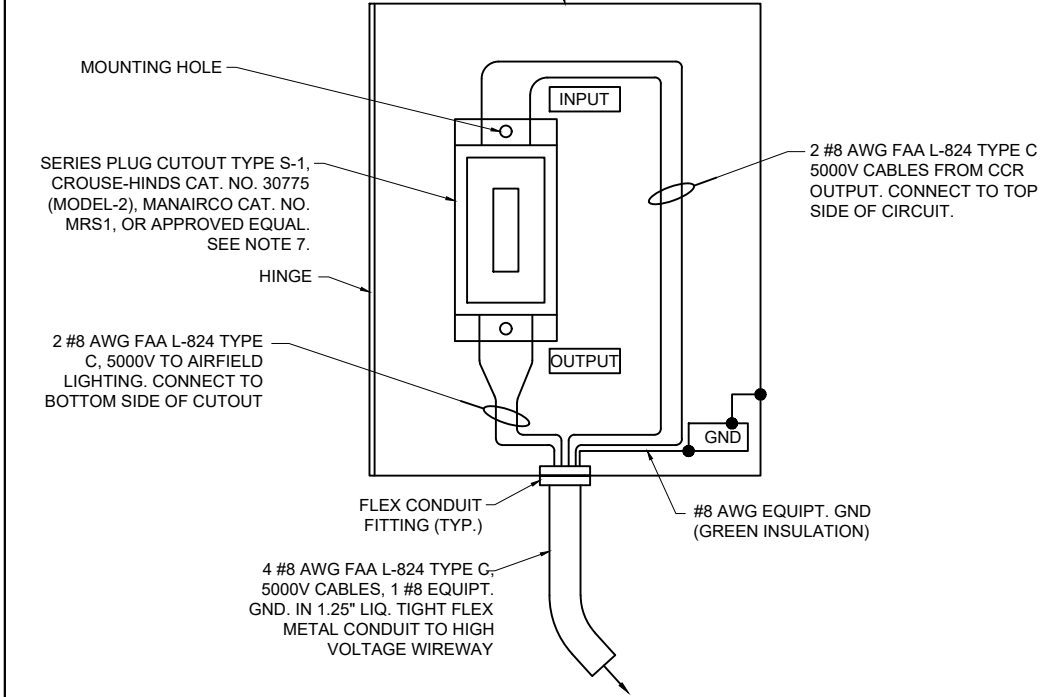 MOUNTING HOLE
INPUT
SERIES PLUG CUTOUT TYPE S-1,
CROUSE-HINDS CAT. NO. 30775
(MODEL-2), MANAIRCO CAT. NO.
MRS1, OR APPROVED EQUAL.
SEE NOTE 7.
2 #8 AWG FAA L-824 TYPE C
5000V CABLES FROM CCR
OUTPUT. CONNECT TO TOP
SIDE OF CIRCUIT.
HINGE
2 #8 AWG FAA L-824 TYPE
C, 5000V TO AIRFIELD
LIGHTING. CONNECT TO
BOTTOM SIDE OF CUTOUT
OUTPUT
GND
FLEX CONDUIT
FITTING (TYP.)
#8 AWG EQUIPT. GND
(GREEN INSULATION)
4 #8 AWG FAA L-824 TYPE C,
5000V CABLES, 1 #8 EQUIPT.
GND. IN 1.25" LIQ. TIGHT FLEX
METAL CONDUIT TO HIGH
VOLTAGE WIREWAY